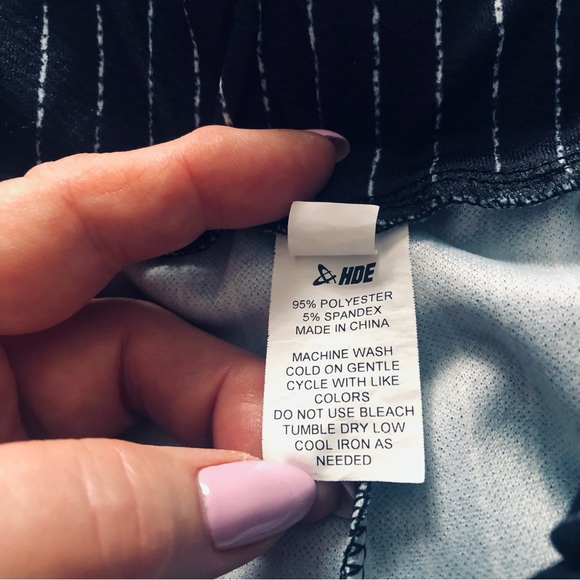 HDE
95% POLYESTER
5% SPANDEX
MADE IN CHINA
MACHINE WASH
COLD ON GENTLE
CYCLE WITH LIKE
COLORS
DO NOT USE BLEACH
TUMBLE DRY LOW
COOL IRON AS
NEEDED